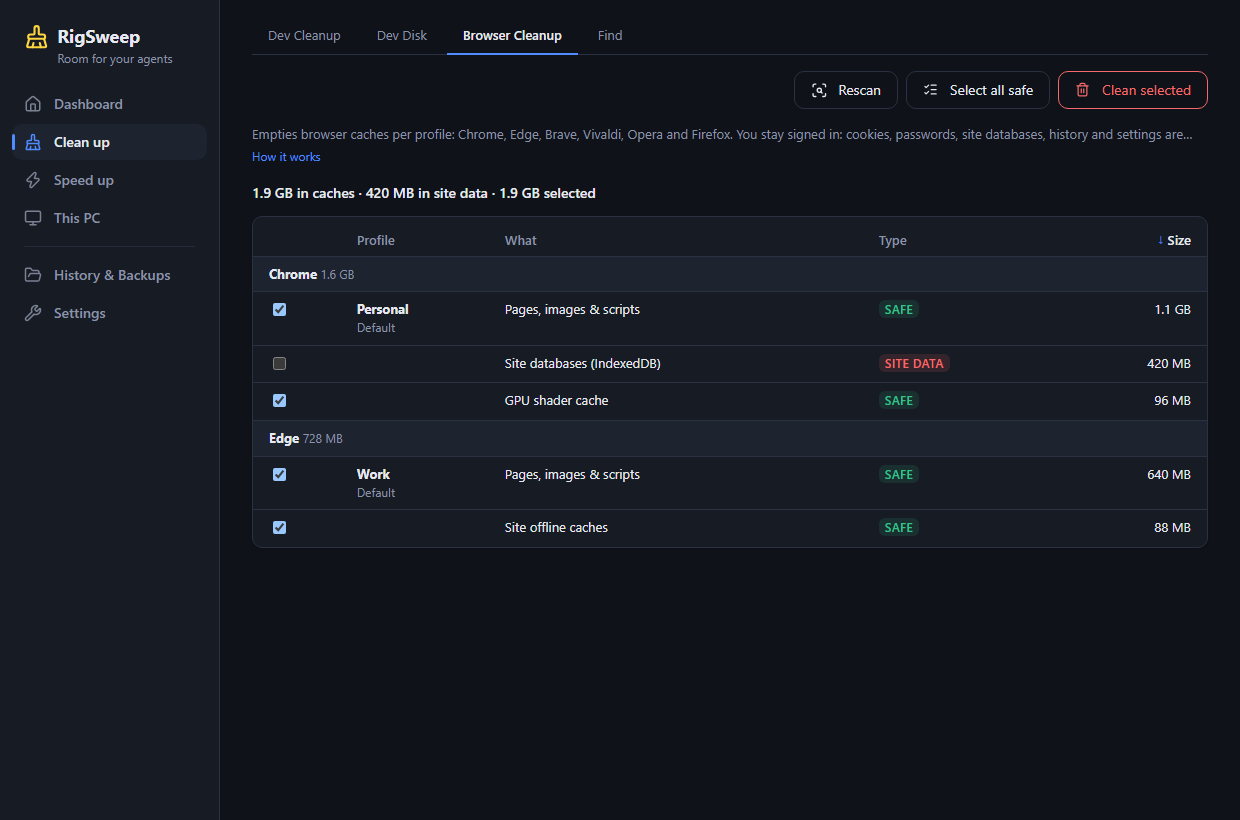 RigSweep
Room for your agents
Dashboard
Clean up
Speed up
This PC
History & Backups
Settings
Dev Cleanup Dev Disk Browser Cleanup Find
Rescan Select all safe Clean selected
Empties browser caches per profile: Chrome, Edge, Brave, Vivaldi, Opera and Firefox. You stay signed in: cookies, passwords, site databases, history and settings are...
How it works
1.9 GB in caches · 420 MB in site data · 1.9 GB selected
Profile What Type ↓ Size
Chrome 1.6 GB
Personal Pages, images & scripts SAFE 1.1 GB
Default
Site databases (IndexedDB) SITE DATA 420 MB
GPU shader cache SAFE 96 MB
Edge 728 MB
Work Pages, images & scripts SAFE 640 MB
Default
Site offline caches SAFE 88 MB